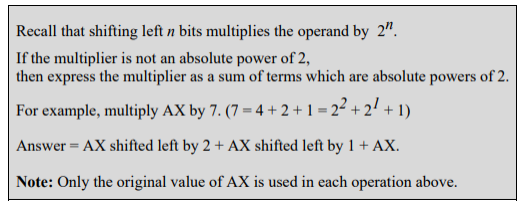 Recall that shifting left n bits multiplies the operand by 2ⁿ.
If the multiplier is not an absolute power of 2,
then express the multiplier as a sum of terms which are absolute powers of 2.
For example, multiply AX by 7. (7 = 4 + 2 + 1 = 2² + 2¹ + 1)
Answer = AX shifted left by 2 + AX shifted left by 1 + AX.
Note: Only the original value of AX is used in each operation above.